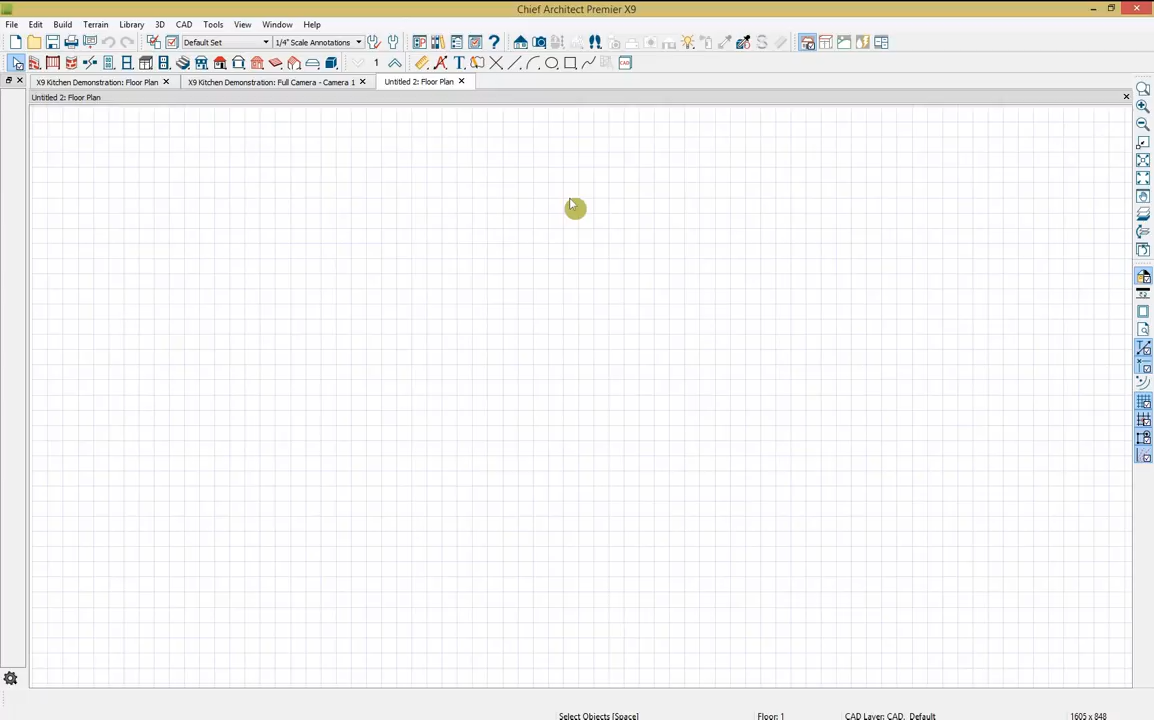 Chief Architect Premier X9
File Edit Build Terrain Library 3D CAD Tools View Window Help
Default Set 1/4" Scale Annotations
1 CAD
X9 Kitchen Demonstration: Floor Plan X9 Kitchen Demonstration: Full Camera - Camera 1 Untitled 2: Floor Plan
Untitled 2: Floor Plan
Select Objects [Space] Floor: 1 CAD Layer: CAD, Default 1605 x 848